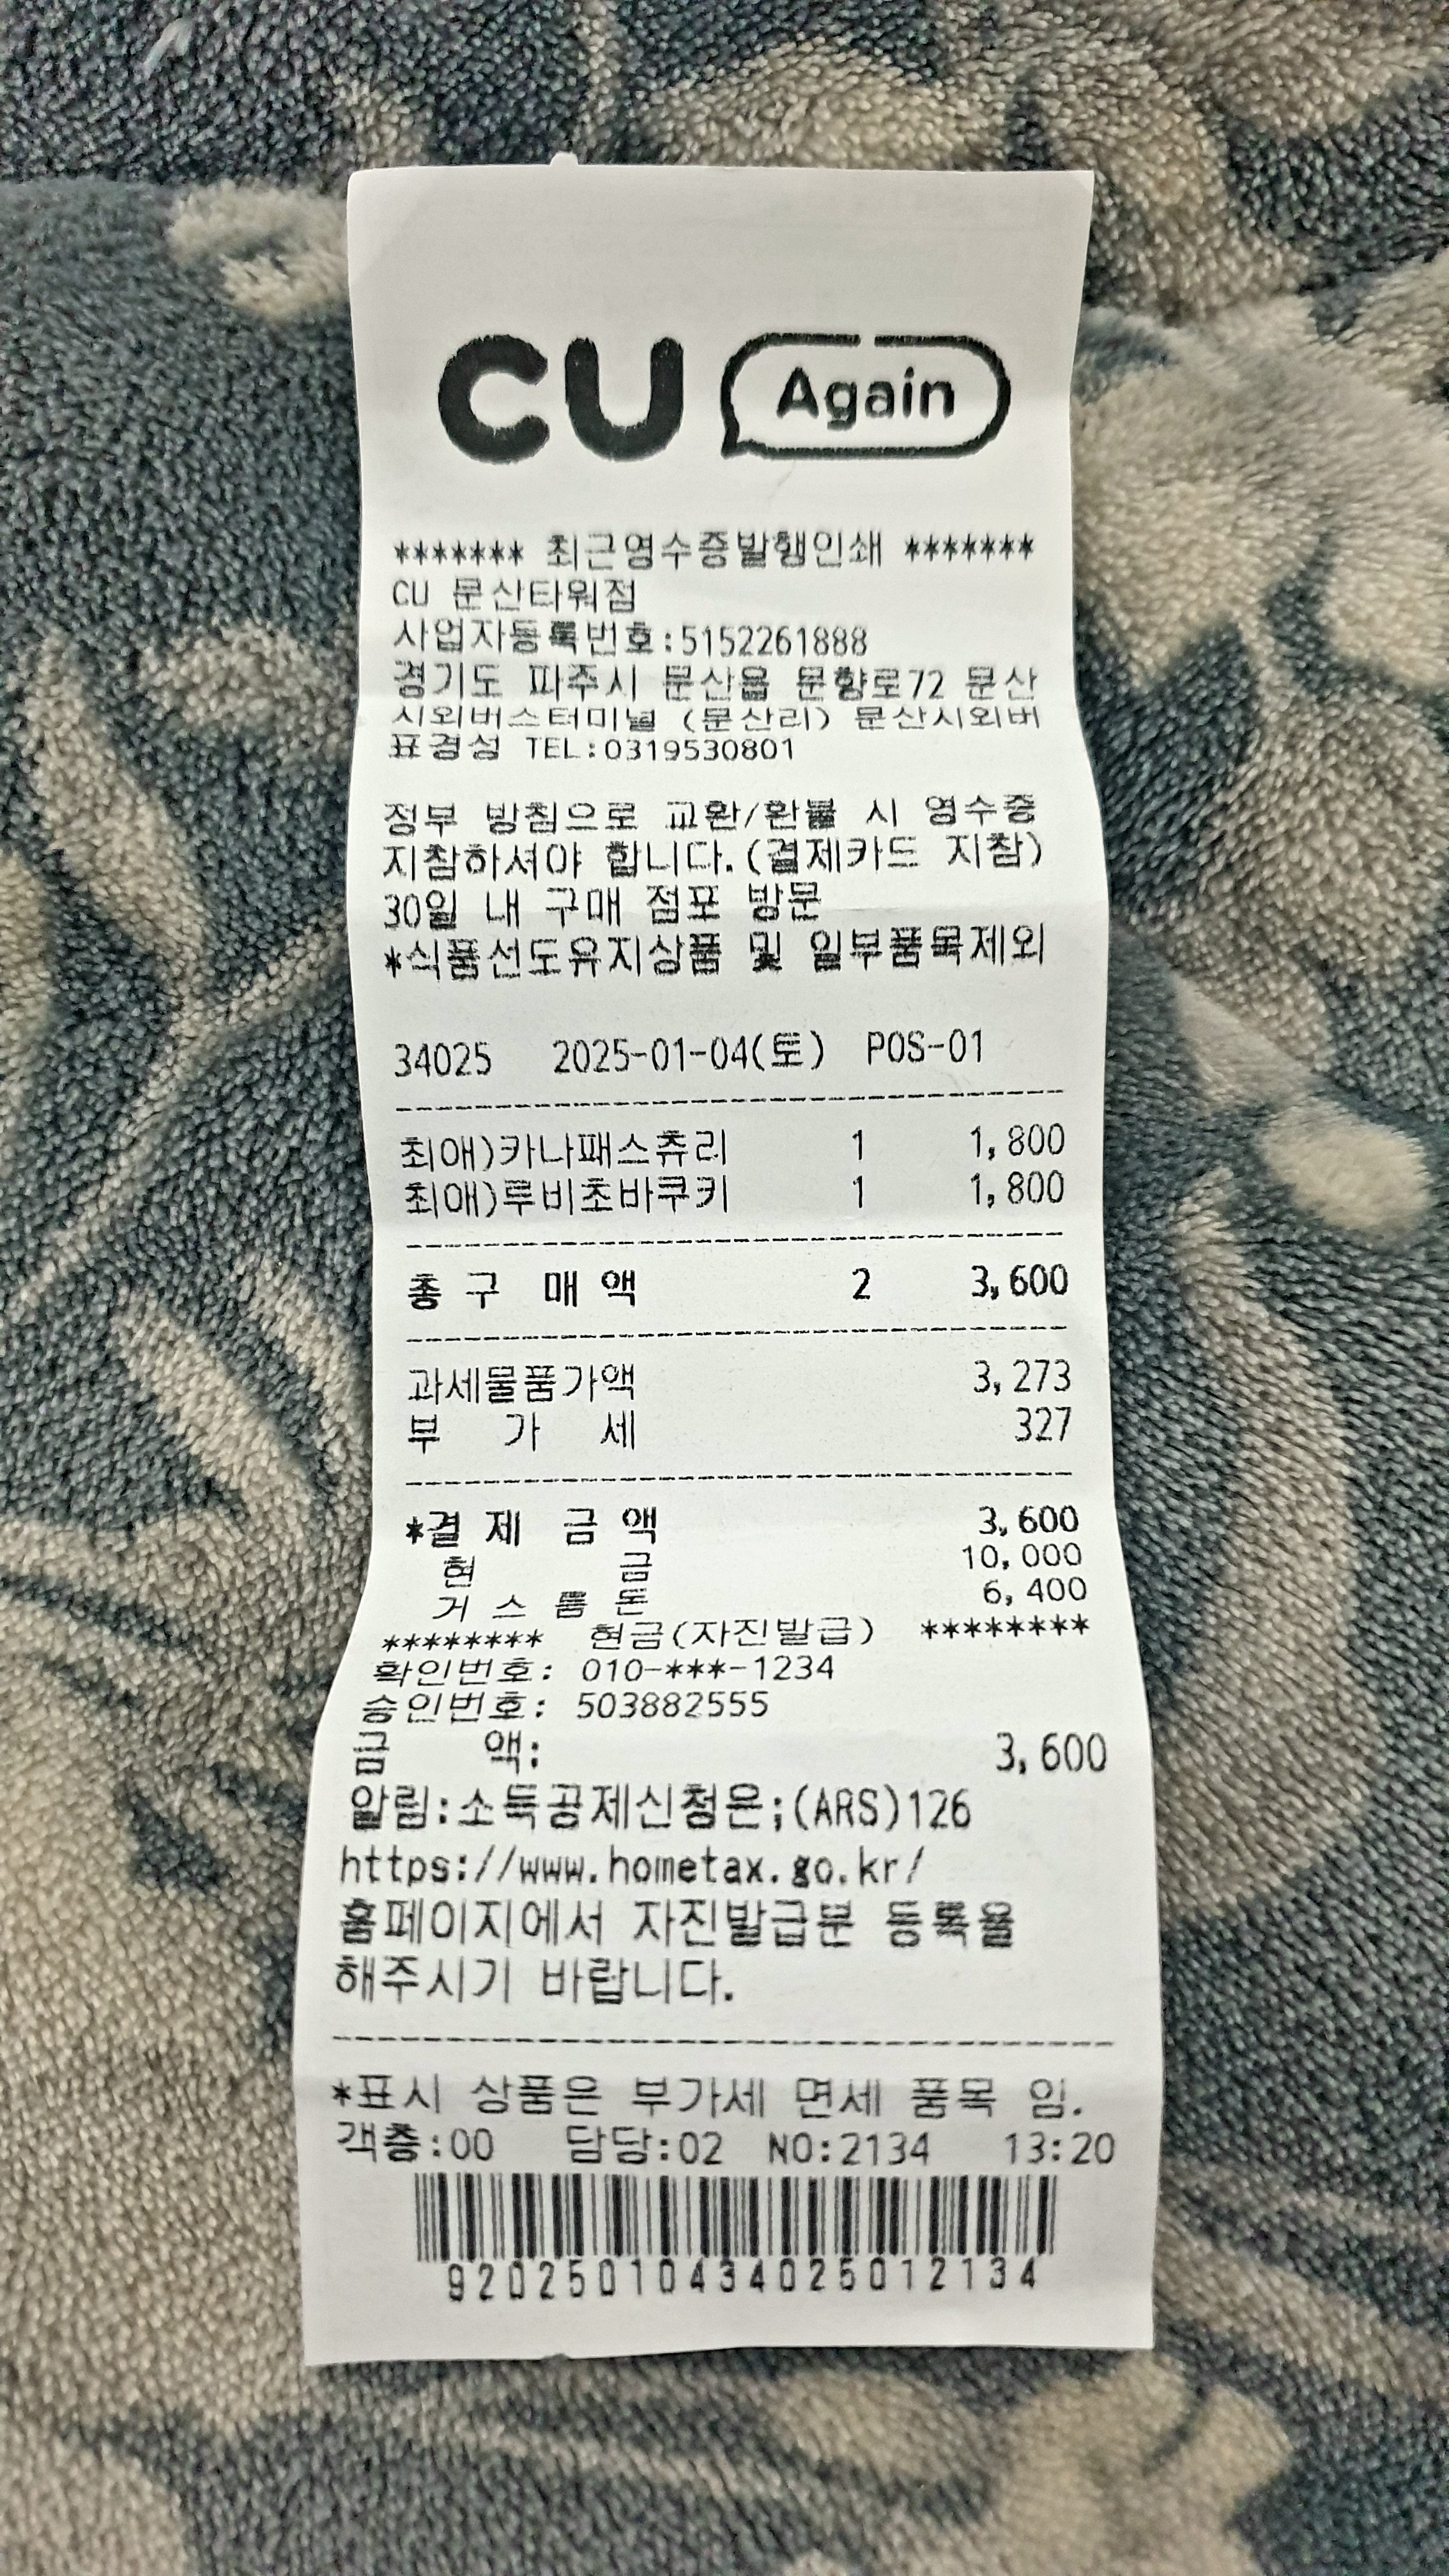 CU Again
******* 최근영수증발행인쇄 *******
CU 문산타워점
사업자등록번호:5152261888
경기도 파주시 문산읍 문향로72 문산
시외버스터미널 (문산리) 문산시외버
표경성 TEL:0319530801
정부 방침으로 교환/환불 시 영수증
지참하셔야 합니다.(결제카드 지참)
30일 내 구매 점포 방문
*식품선도유지상품 및 일부품목제외
34025 2025-01-04(토) POS-01
최애)카나패스츄리 1 1,800
최애)루비초바쿠키 1 1,800
총 구 매 액 2 3,600
과세물품가액 3,273
부 가 세 327
*결 제 금 액 3,600
현 금 10,000
거 스 름 돈 6,400
******** 현금(자진발급) ********
확인번호: 010-***-1234
승인번호: 503882555
금 액: 3,600
알림:소득공제신청은;(ARS)126
https://www.hometax.go.kr/
홈페이지에서 자진발급분 등록을
해주시기 바랍니다.
*표시 상품은 부가세 면세 품목 임.
객층:00 담당:02 NO:2134 13:20
92025010434025012134